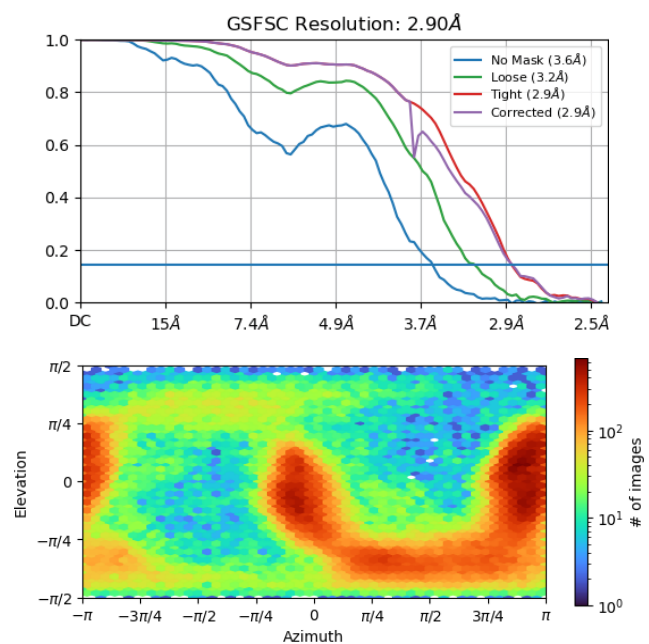 GSFSC Resolution: 2.90Å
1.0
0.8
0.6
0.4
0.2
0.0
No Mask (3.6Å)
Loose (3.2Å)
Tight (2.9Å)
Corrected (2.9Å)
DC 15Å 7.4Å 4.9Å 3.7Å 2.9Å 2.5Å
Elevation
π/2
π/4
0
−π/4
−π/2
−π −3π/4 −π/2 −π/4 0 π/4 π/2 3π/4 π
Azimuth
10²
10¹
10⁰
# of images